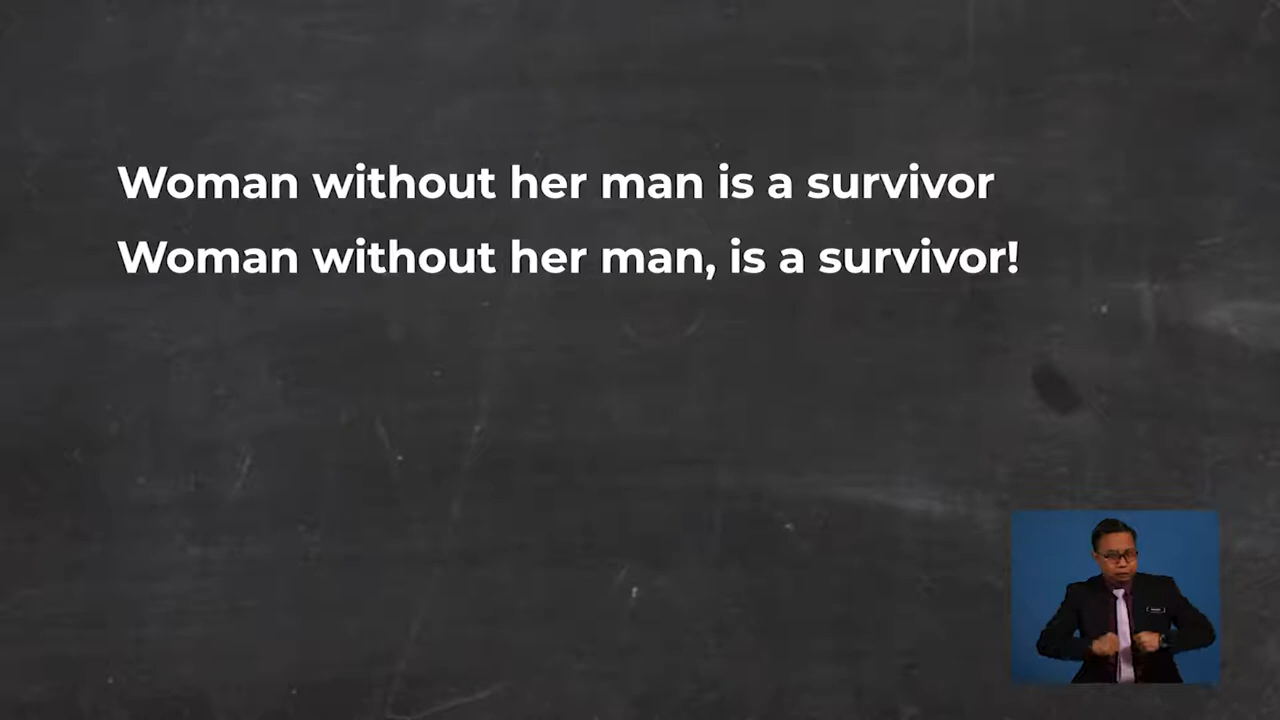 Woman without her man is a survivor
Woman without her man, is a survivor!